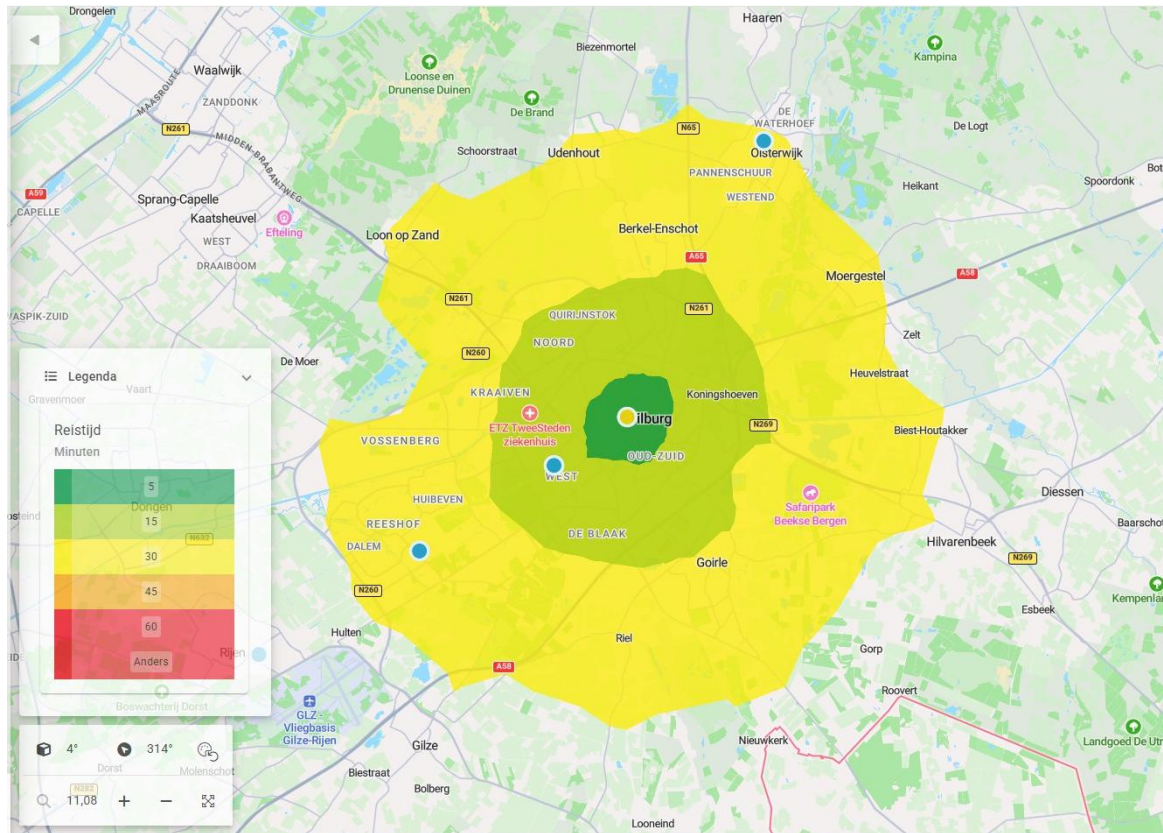 Drongelen
Haaren
Biezenmortel
Kampina
Waalwijk
Loonse en
Drunense Duinen
MAASROUTE
ZANDDONK
De Brand
DE
WATERHOEF
N261
MIDDEN-BRABANTWEG
N65
De Logt
Schoorstraat
Udenhout
Oisterwijk
PANNENSCHUUR
Spoordonk
A59
CAPELLE
Sprang-Capelle
Heikant
WESTEND
Kaatsheuvel
Efteling
WEST
Loon op Zand
Berkel-Enschot
DRAAIBOOM
A65
Moergestel
A58
N261
N261
QUIRIJNSTOK
WASPIK-ZUID
NOORD
Zelt
De Moer
N260
Legenda
Heuvelstraat
Vaart
KRAAIVEN
Koningshoeven
Gravenmoer
ETZ TweeSteden
ziekenhuis
ilburg
N269
Biest-Houtakker
Reistijd
Minuten
VOSSENBERG
OUD-ZUID
WEST
5
Diessen
Safaripark
Beekse Bergen
HUIBEVEN
Dongen
15
REESHOF
DE BLAAK
N632
DALEM
Hilvarenbeek
30
N269
Goirle
N260
45
Esbeek
60
Hulten
Riel
Gorp
Rijen
Anders
A58
Roovert
Boswachterij Dorst
GLZ -
Vliegbasis
Gilze-Rijen
Nieuwkerk
Landgoed De Utr
4°
314°
Gilze
Dorst
Molenschot
Biestraat
N282
Bolberg
11,08
Looneind